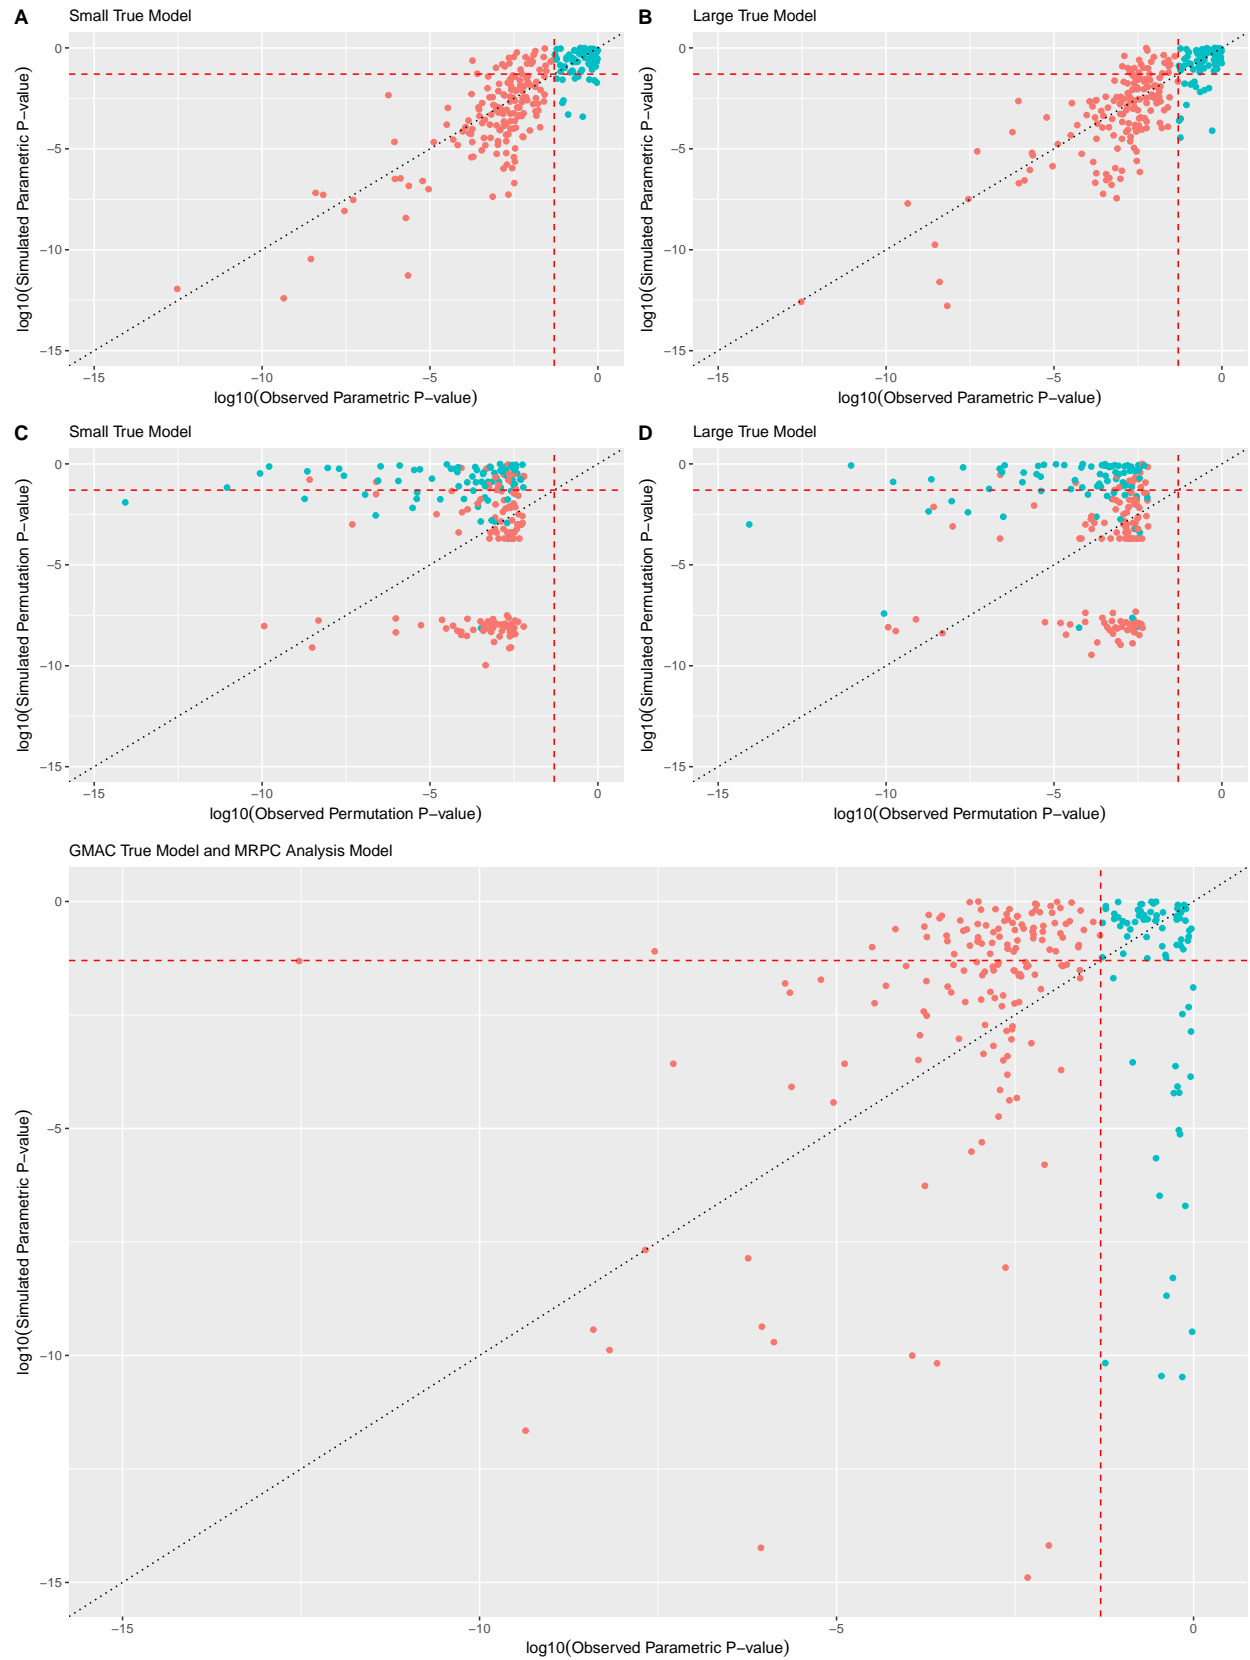 A Small True Model
0
−5
−10
−15
−15 −10 −5 0
log10(Simulated Parametric P−value)
log10(Observed Parametric P−value)
B Large True Model
0
−5
−10
−15
−15 −10 −5 0
log10(Simulated Parametric P−value)
log10(Observed Parametric P−value)
C Small True Model
0
−5
−10
−15
−15 −10 −5 0
log10(Simulated Permutation P−value)
log10(Observed Permutation P−value)
D Large True Model
0
−5
−10
−15
−15 −10 −5 0
log10(Simulated Permutation P−value)
log10(Observed Permutation P−value)
GMAC True Model and MRPC Analysis Model
0
−5
−10
−15
−15 −10 −5 0
log10(Simulated Parametric P−value)
log10(Observed Parametric P−value)